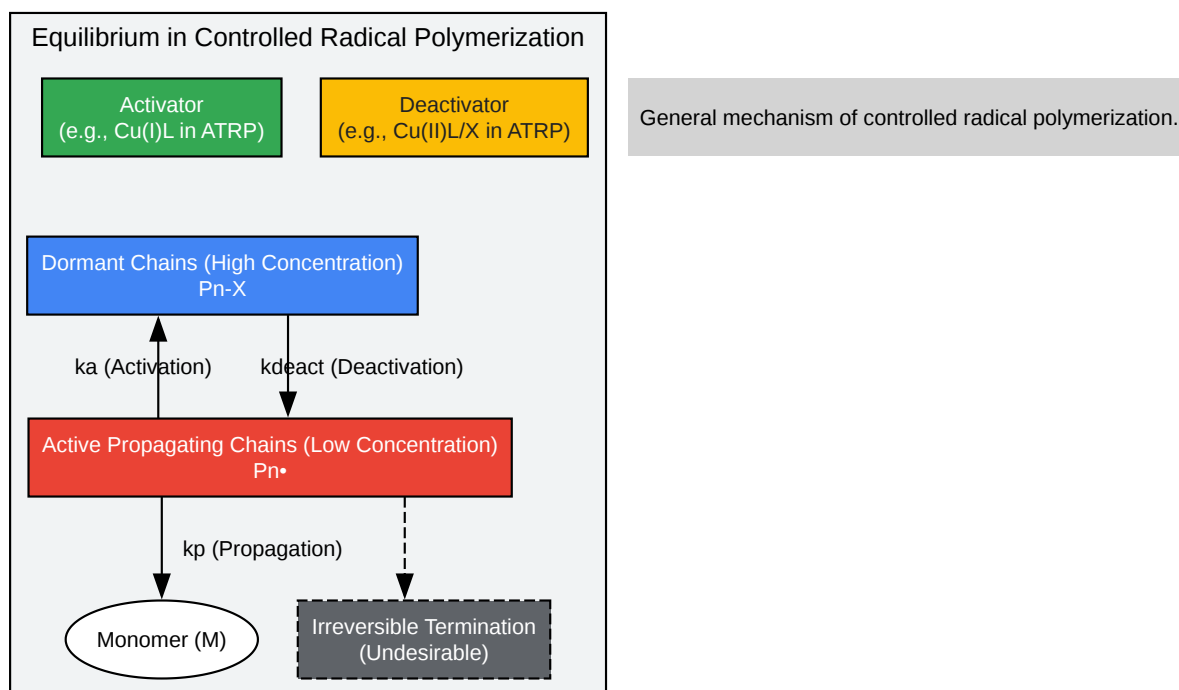 Equilibrium in Controlled Radical Polymerization
Activator
(e.g., Cu(I)L in ATRP)
Deactivator
(e.g., Cu(II)L/X in ATRP)
General mechanism of controlled radical polymerization.
Dormant Chains (High Concentration)
Pn-X
ka (Activation)
kdeact (Deactivation)
Active Propagating Chains (Low Concentration)
Pn•
kp (Propagation)
Monomer (M)
Irreversible Termination
(Undesirable)